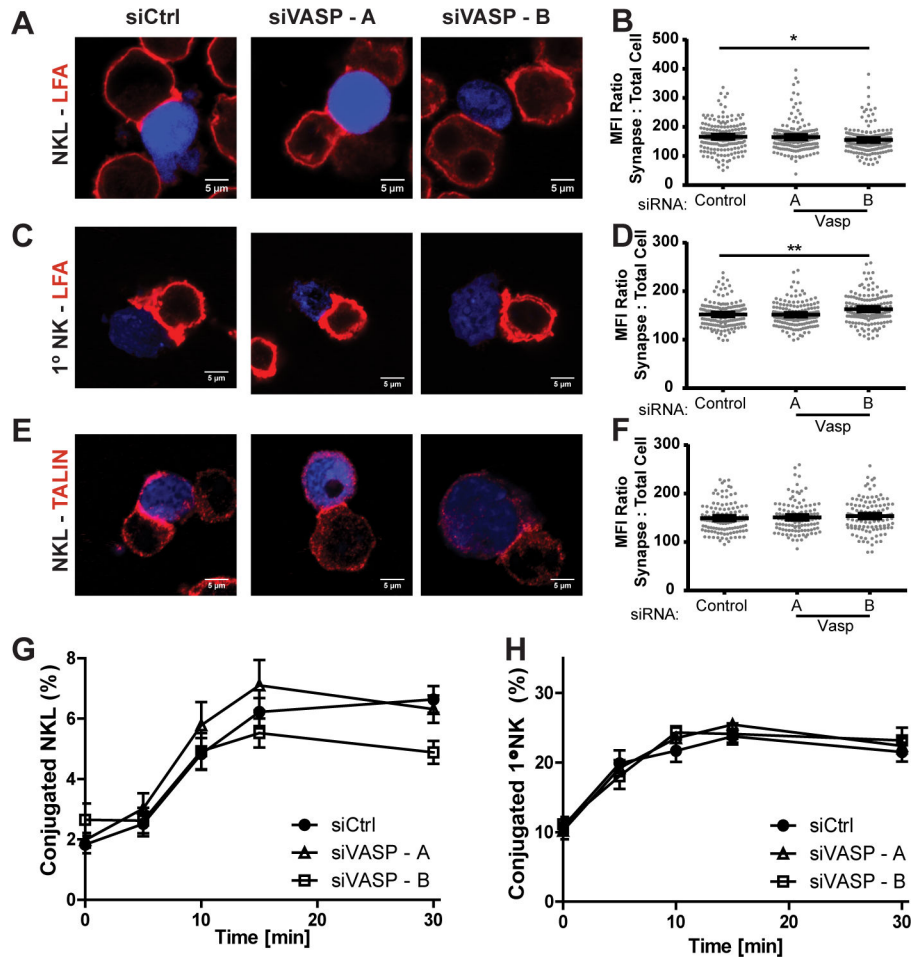 siCtrl siVASP - A siVASP - B
A
NKL - LFA
5 µm
5 µm
5 µm
B
MFI Ratio
Synapse : Total Cell
500
400
300
200
100
0
siRNA: Control A B
Vasp
*
C
1º NK - LFA
5 µm
5 µm
5 µm
D
MFI Ratio
Synapse : Total Cell
300
200
100
0
siRNA: Control A B
Vasp
**
E
NKL - TALIN
5 µm
5 µm
5 µm
F
MFI Ratio
Synapse : Total Cell
300
200
100
0
siRNA: Control A B
Vasp
G
Conjugated NKL (%)
8
6
4
2
0
0 10 20 30
Time [min]
siCtrl
siVASP - A
siVASP - B
H
Conjugated 1ºNK (%)
30
20
10
0
0 10 20 30
Time [min]
siCtrl
siVASP - A
siVASP - B